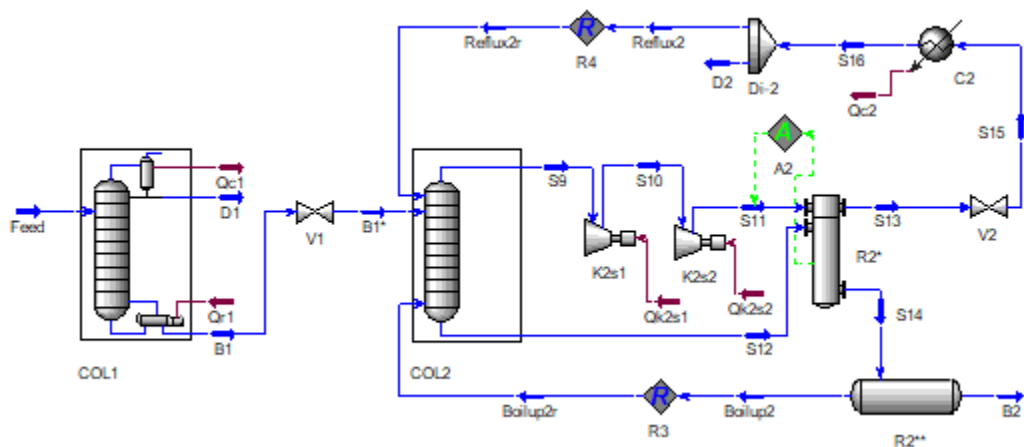 Reflux2r
R
R4
Reflux2
D2
Di-2
S16
C2
Qc2
S15
A
A2
Feed
Qc1
D1
V1
B1*
S9
S10
S11
S13
V2
K2s1
K2s2
R2*
Qr1
B1
Qk2s1
Qk2s2
S12
S14
COL1
COL2
Boilup2r
R
R3
Boilup2
R2**
B2